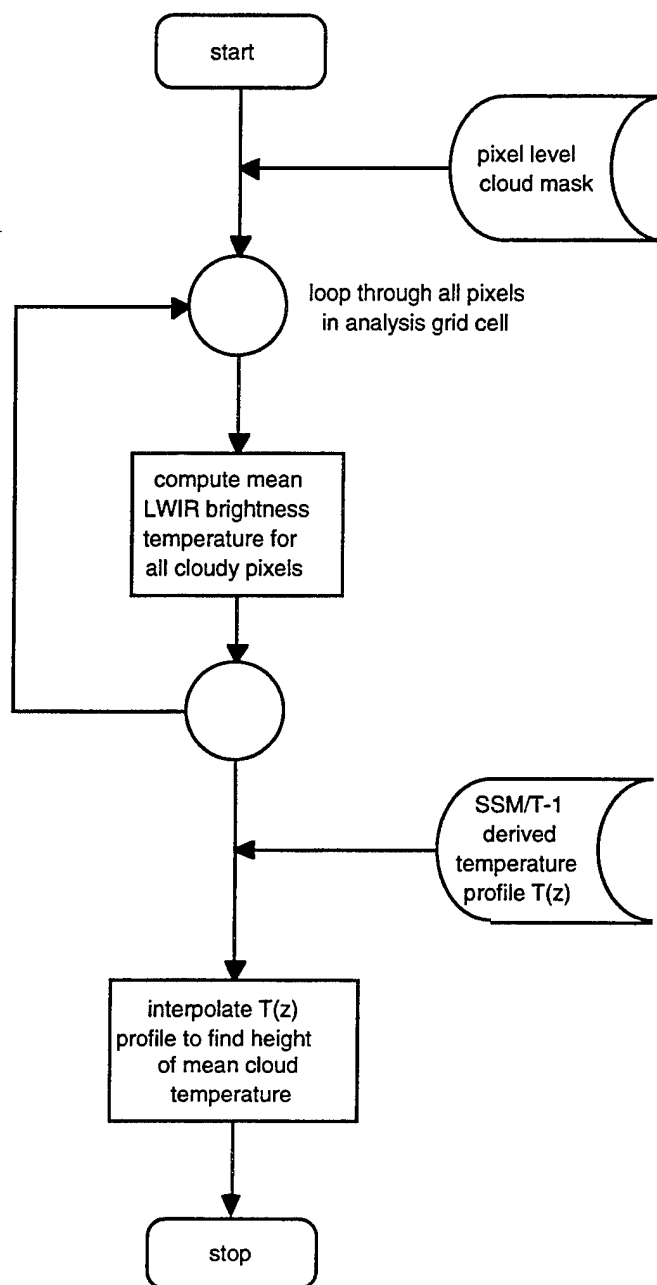 start
pixel level
cloud mask
loop through all pixels
in analysis grid cell
compute mean
LWIR brightness
temperature for
all cloudy pixels
SSM/T-1
derived
temperature
profile T(z)
interpolate T(z)
profile to find height
of mean cloud
temperature
stop